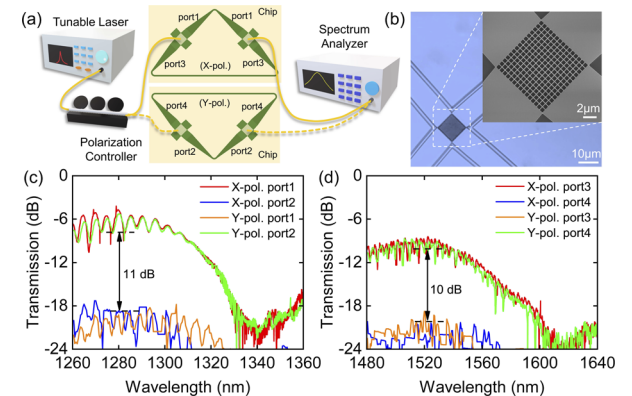 (a)
Tunable Laser
Polarization
Controller
port1
port1
Chip
port3
(X-pol.)
port3
port4
(Y-pol.)
port4
port2
port2
Chip
Spectrum
Analyzer
(b)
2μm
10μm
(c)
Transmission (dB)
0
-6
-12
-18
-24
X-pol. port1
X-pol. port2
Y-pol. port1
Y-pol. port2
11 dB
1260 1280 1300 1320 1340 1360
Wavelength (nm)
(d)
Transmission (dB)
0
-6
-12
-18
-24
X-pol. port3
X-pol. port4
Y-pol. port3
Y-pol. port4
10 dB
1480 1520 1560 1600 1640
Wavelength (nm)